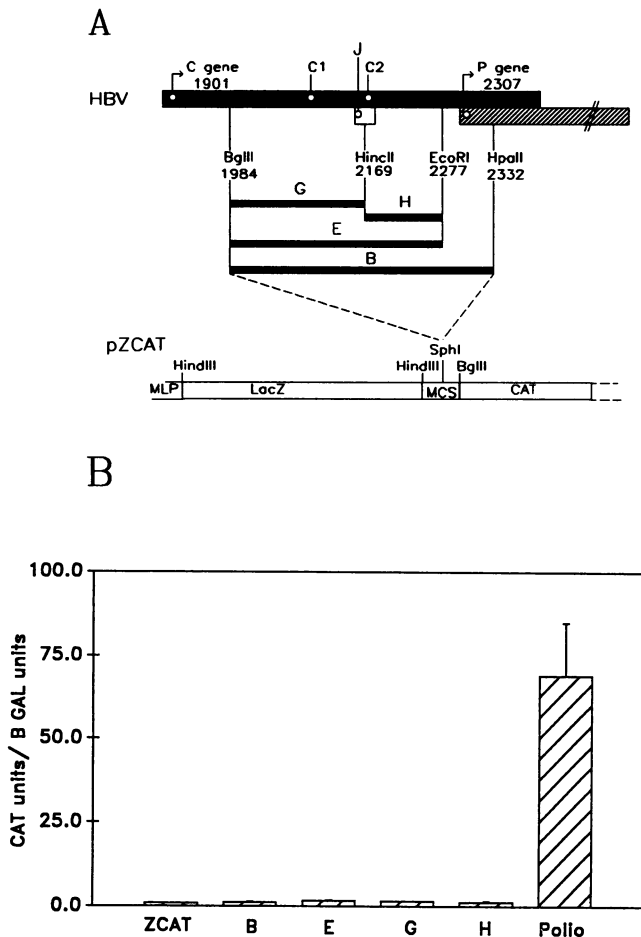 A
J
C gene
1901
C1
C2
P gene
2307
HBV
BglII
1984
HincII
2169
EcoRI
2277
HpaII
2332
G
H
E
B
pZCAT
SphI
HindIII
HindIII
BglII
MLP
LacZ
MCS
CAT
B
CAT units/ B GAL units
100.0
75.0
50.0
25.0
0.0
ZCAT
B
E
G
H
Polio